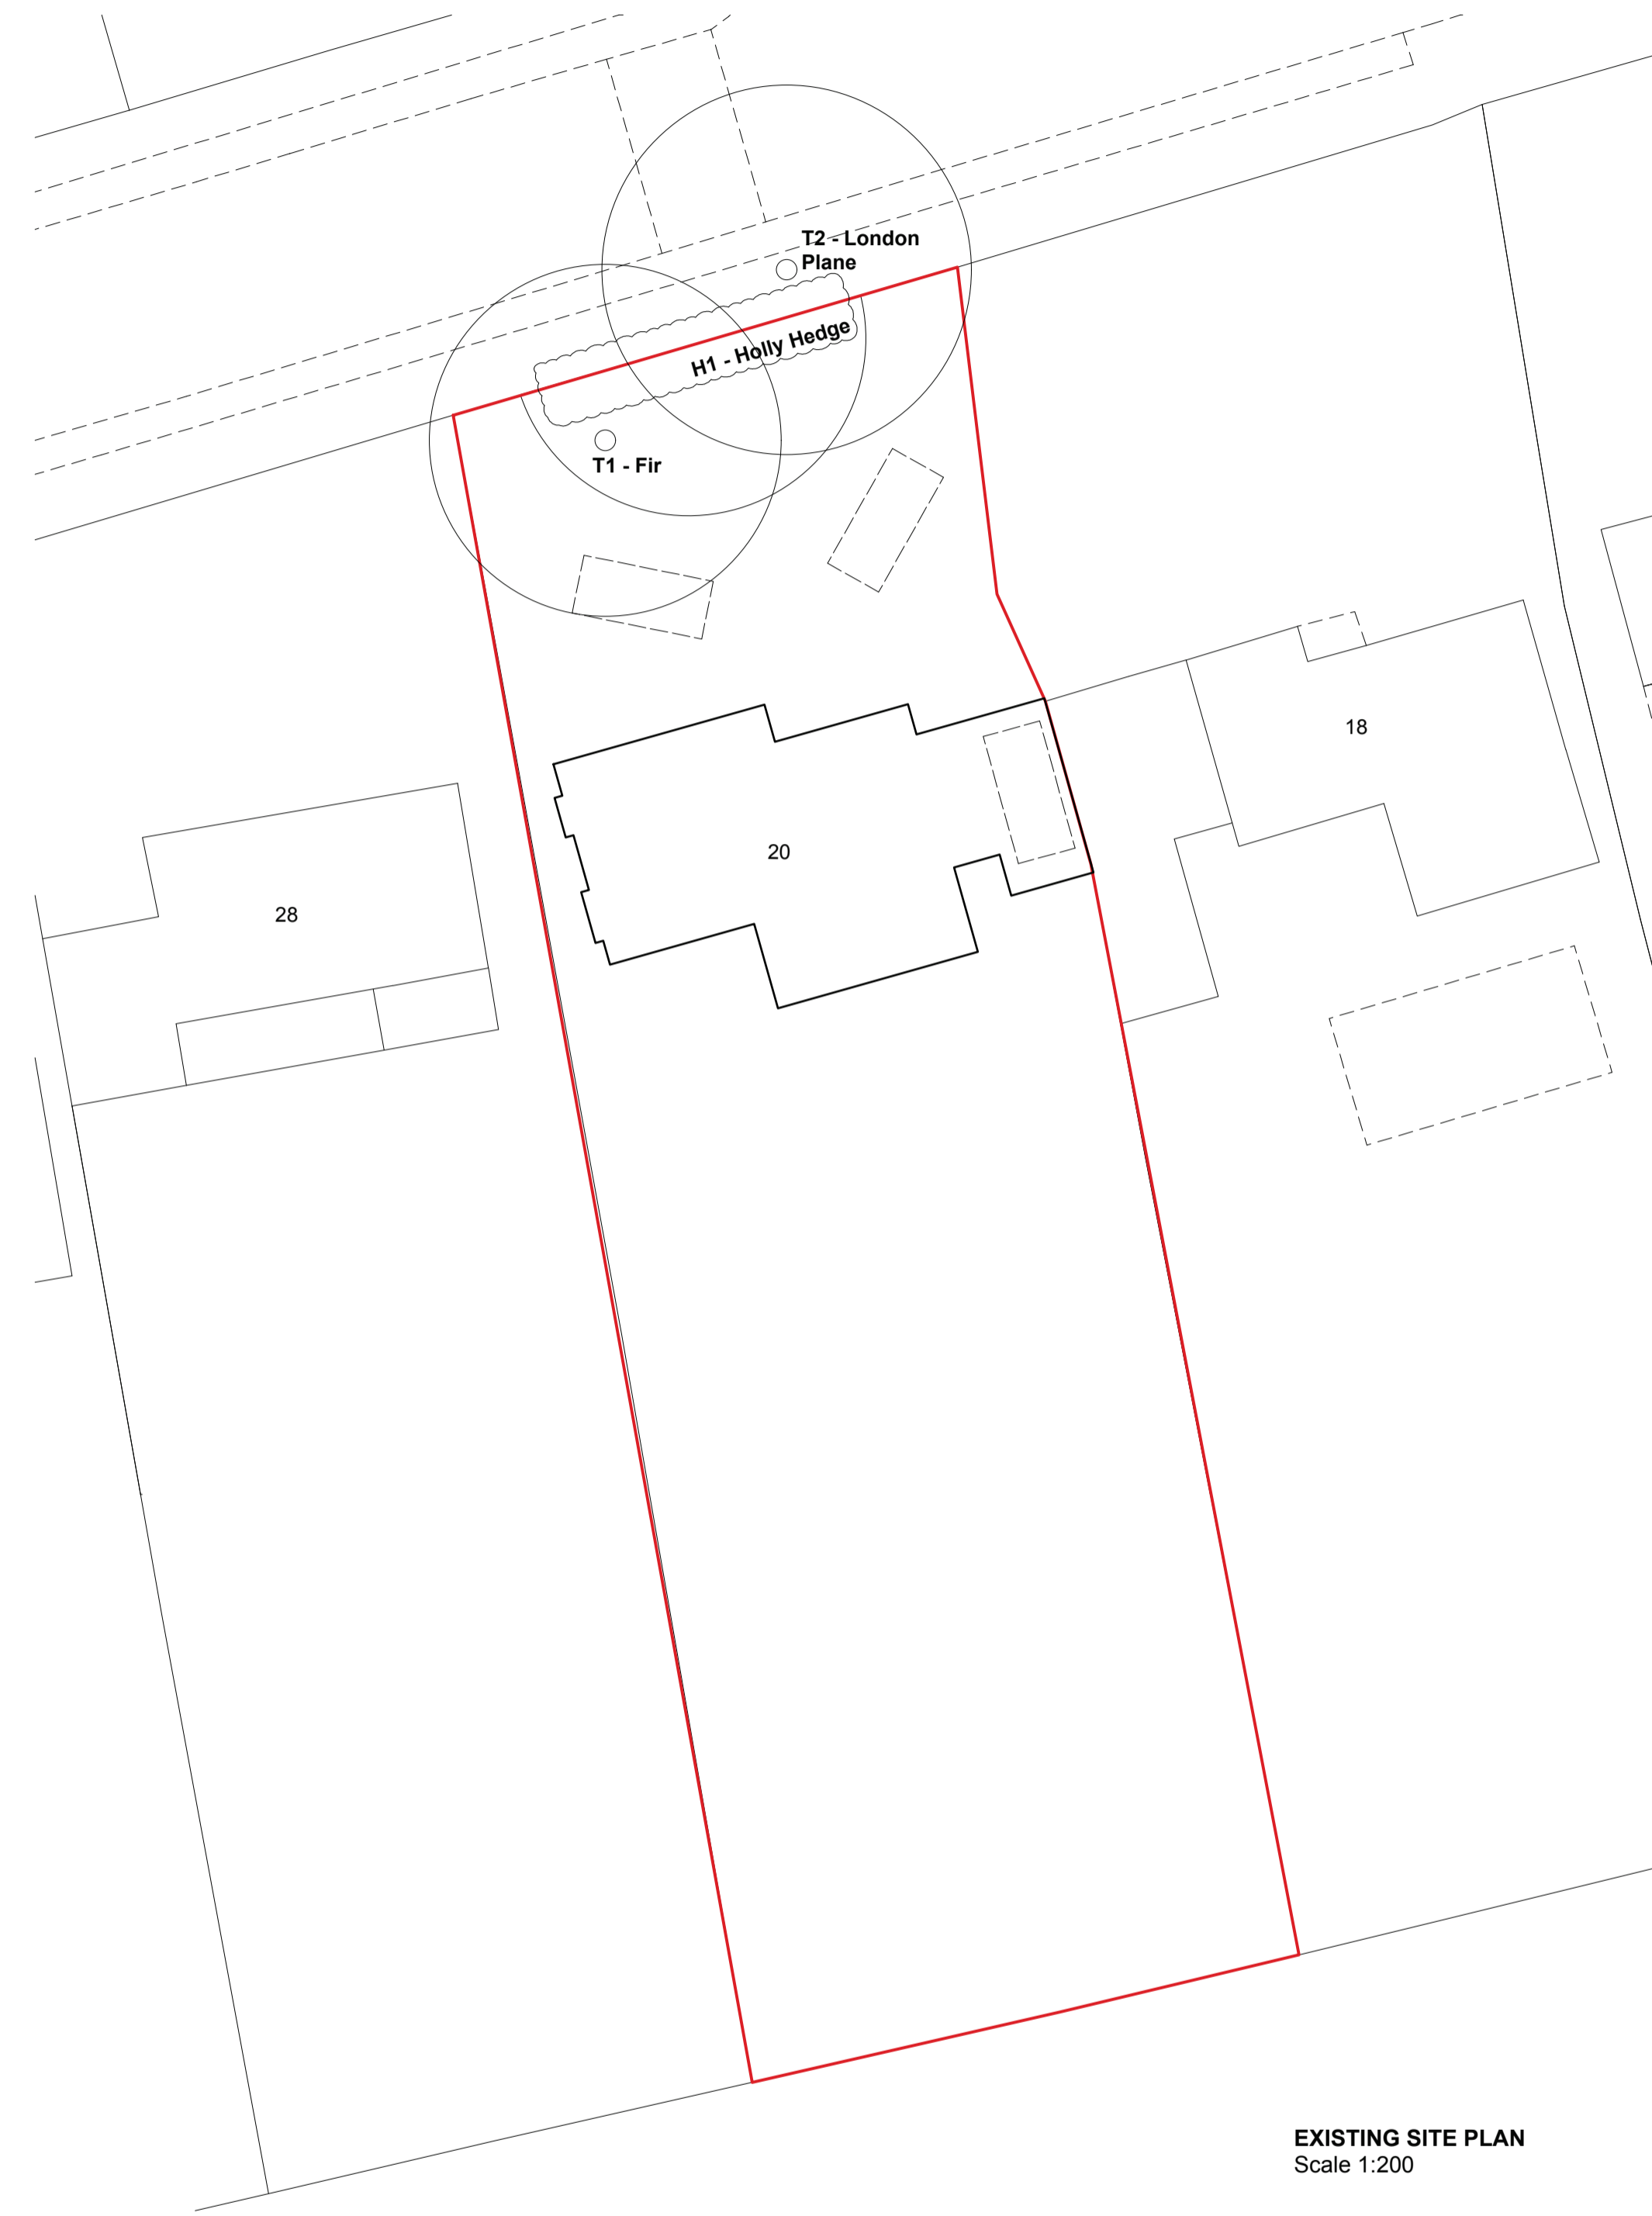 T2 - London
Plane
H1 - Holly Hedge
T1 - Fir
18
20
28
EXISTING SITE PLAN
Scale 1:200